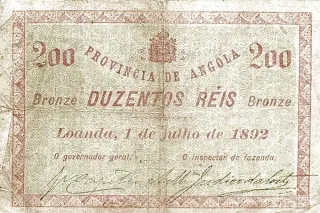 PROVINCIA DE ANGOLA
200 200
Bronze DUZENTOS RÉIS Bronze
Loanda, 1 de julho de 1892
O governador geral, O inspector de fazenda,